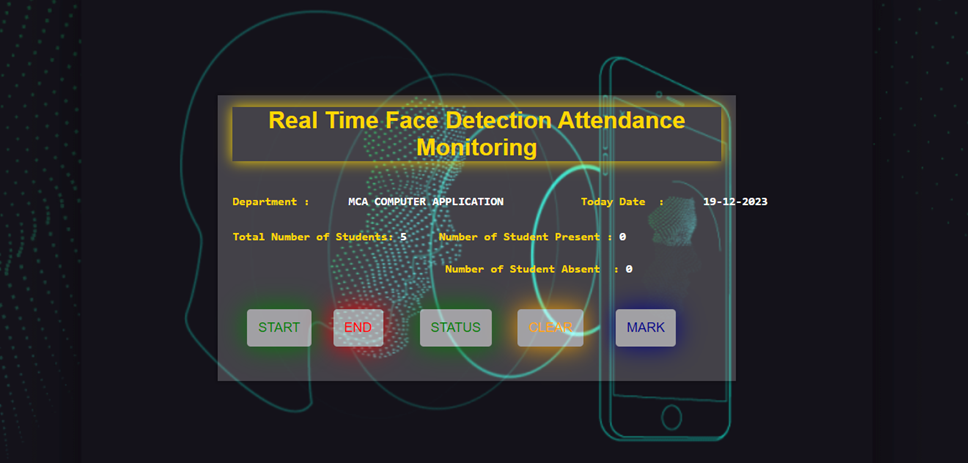 Real Time Face Detection Attendance
Monitoring
Department : MCA COMPUTER APPLICATION Today Date : 19-12-2023
Total Number of Students: 5 Number of Student Present : 0
Number of Student Absent : 0
START END STATUS CLEAR MARK